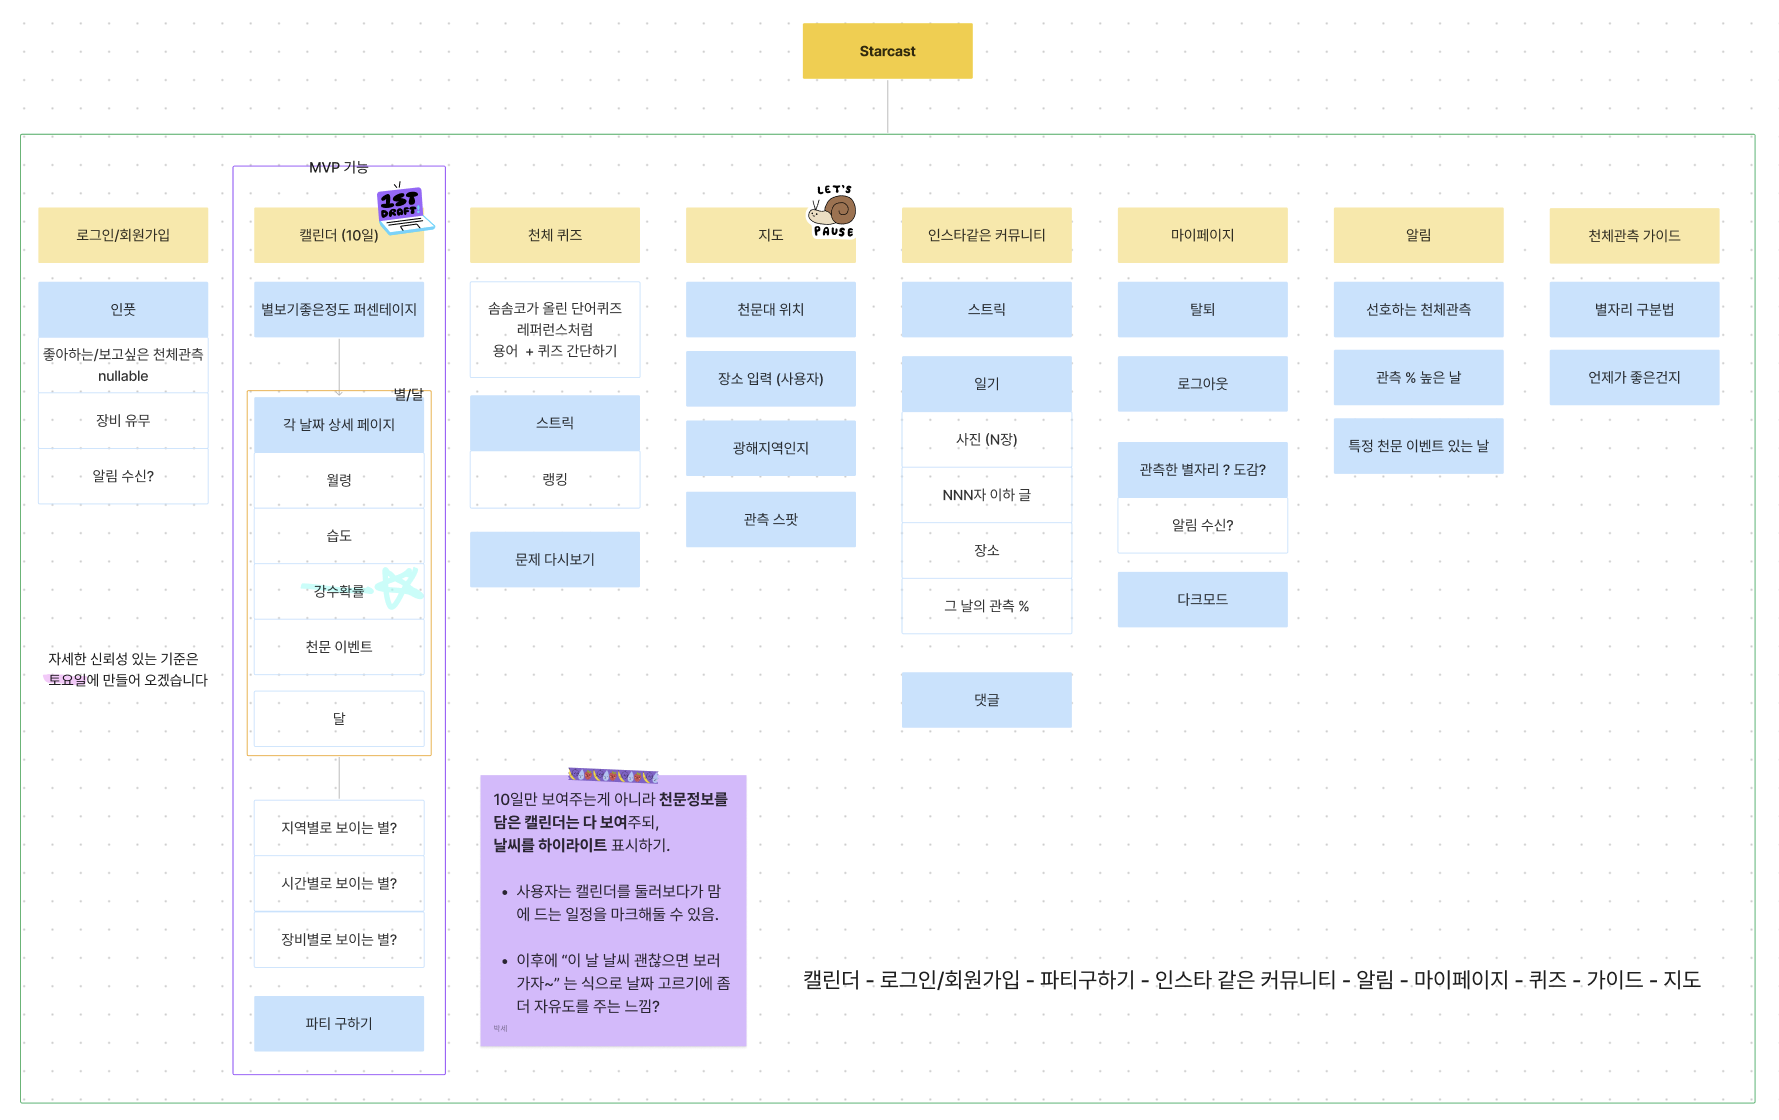 Starcast
MVP 기능
1ST
DRAFT
LET'S
PAUSE
로그인/회원가입
인풋
좋아하는/보고싶은 천체관측
nullable
장비 유무
알림 수신?
자세한 신뢰성 있는 기준은
토요일에 만들어 오겠습니다
캘린더 (10일)
별보기좋은정도 퍼센테이지
별/달
각 날짜 상세 페이지
월령
습도
강수확률
천문 이벤트
달
지역별로 보이는 별?
시간별로 보이는 별?
장비별로 보이는 별?
파티 구하기
천체 퀴즈
솜솜코가 올린 단어퀴즈
레퍼런스처럼
용어 + 퀴즈 간단하기
스트릭
랭킹
문제 다시보기
10일만 보여주는게 아니라 천문정보를
담은 캘린더는 다 보여주되,
날씨를 하이라이트 표시하기.
• 사용자는 캘린더를 둘러보다가 맘
에 드는 일정을 마크해둘 수 있음.
• 이후에 “이 날 날씨 괜찮으면 보러
가자~” 는 식으로 날짜 고르기에 좀
더 자유도를 주는 느낌?
지도
천문대 위치
장소 입력 (사용자)
광해지역인지
관측 스팟
인스타같은 커뮤니티
스트릭
일기
사진 (N장)
NNN자 이하 글
장소
그 날의 관측 %
댓글
마이페이지
탈퇴
로그아웃
관측한 별자리 ? 도감?
알림 수신?
다크모드
알림
선호하는 천체관측
관측 % 높은 날
특정 천문 이벤트 있는 날
천체관측 가이드
별자리 구분법
언제가 좋은건지
캘린더 - 로그인/회원가입 - 파티구하기 - 인스타 같은 커뮤니티 - 알림 - 마이페이지 - 퀴즈 - 가이드 - 지도